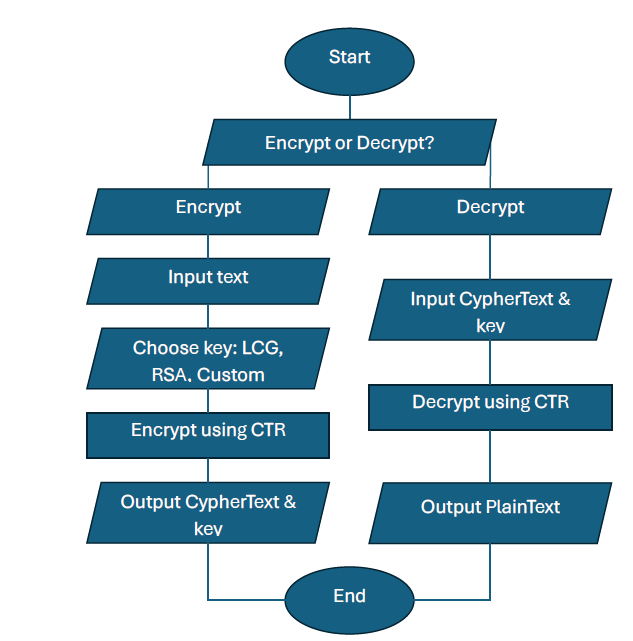 Start
Encrypt or Decrypt?
Encrypt
Decrypt
Input text
Input CypherText &
key
Choose key: LCG,
RSA, Custom
Decrypt using CTR
Encrypt using CTR
Output CypherText &
key
Output PlainText
End